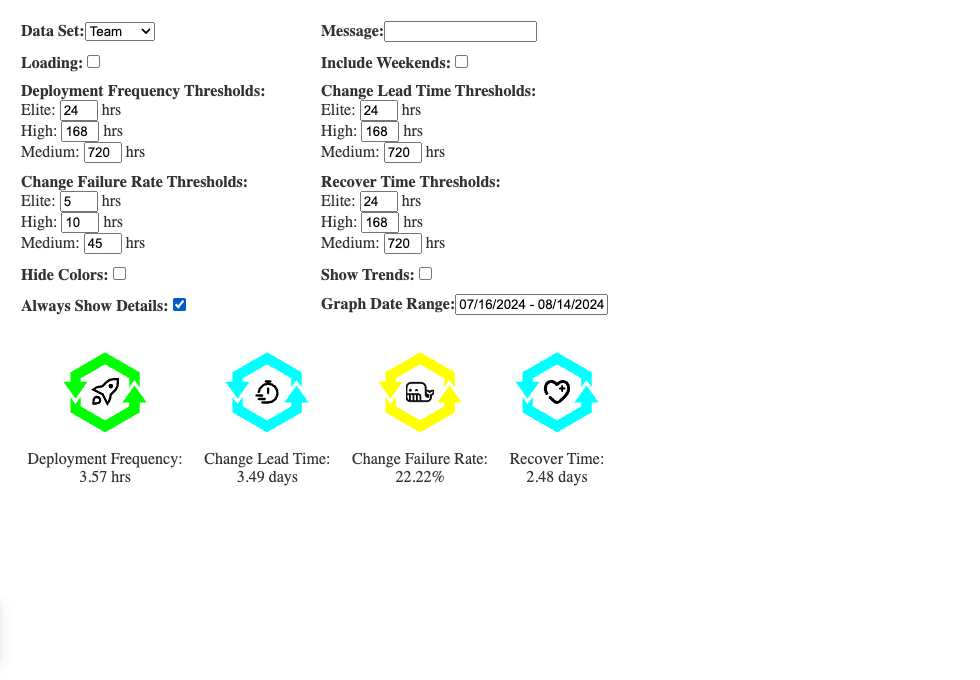 Data Set: Team
Message:
Loading:
Include Weekends:
Deployment Frequency Thresholds:
Elite: 24 hrs
High: 168 hrs
Medium: 720 hrs
Change Lead Time Thresholds:
Elite: 24 hrs
High: 168 hrs
Medium: 720 hrs
Change Failure Rate Thresholds:
Elite: 5 hrs
High: 10 hrs
Medium: 45 hrs
Recover Time Thresholds:
Elite: 24 hrs
High: 168 hrs
Medium: 720 hrs
Hide Colors:
Show Trends:
Always Show Details:
Graph Date Range: 07/16/2024 - 08/14/2024
Deployment Frequency:
3.57 hrs
Change Lead Time:
3.49 days
Change Failure Rate:
22.22%
Recover Time:
2.48 days